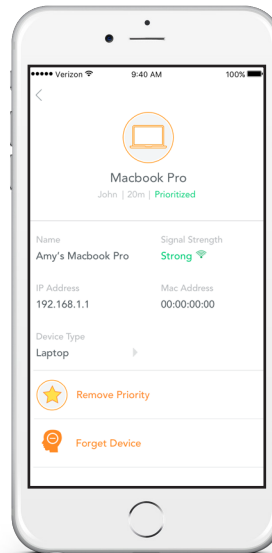 Verizon 9:40 AM 100%
Macbook Pro
John | 20m | Prioritized
Name Signal Strength
Amy's Macbook Pro Strong
IP Address Mac Address
192.168.1.1 00:00:00:00
Device Type
Laptop
Remove Priority
Forget Device